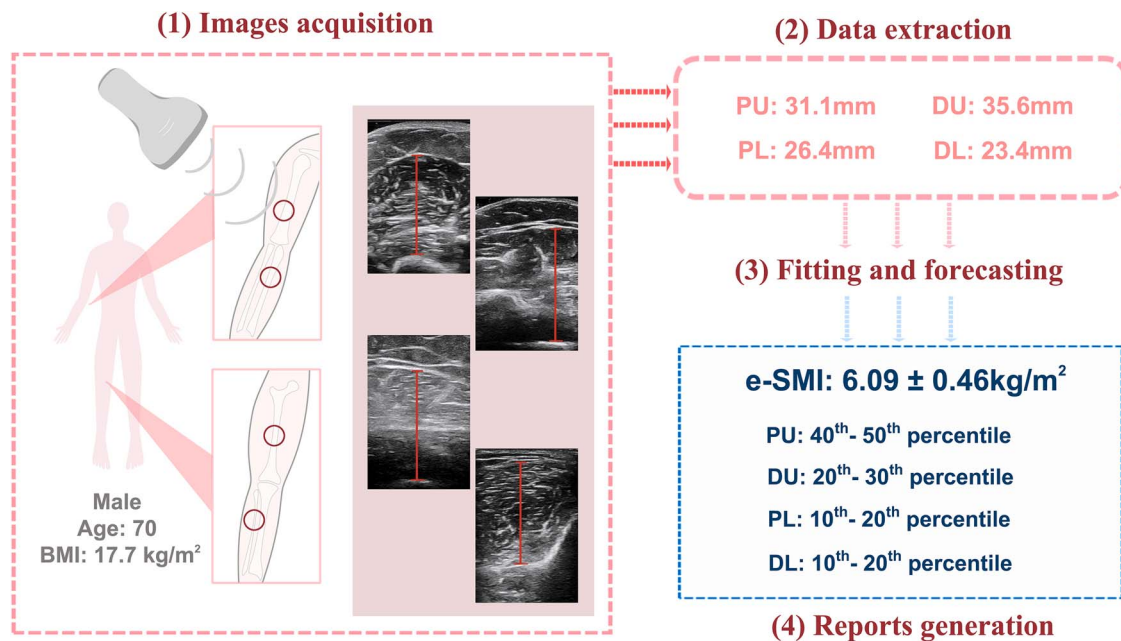 (1) Images acquisition
Male
Age: 70
BMI: 17.7 kg/m²
(2) Data extraction
PU: 31.1mm DU: 35.6mm
PL: 26.4mm DL: 23.4mm
(3) Fitting and forecasting
e-SMI: 6.09 ± 0.46kg/m²
PU: 40th- 50th percentile
DU: 20th- 30th percentile
PL: 10th- 20th percentile
DL: 10th- 20th percentile
(4) Reports generation